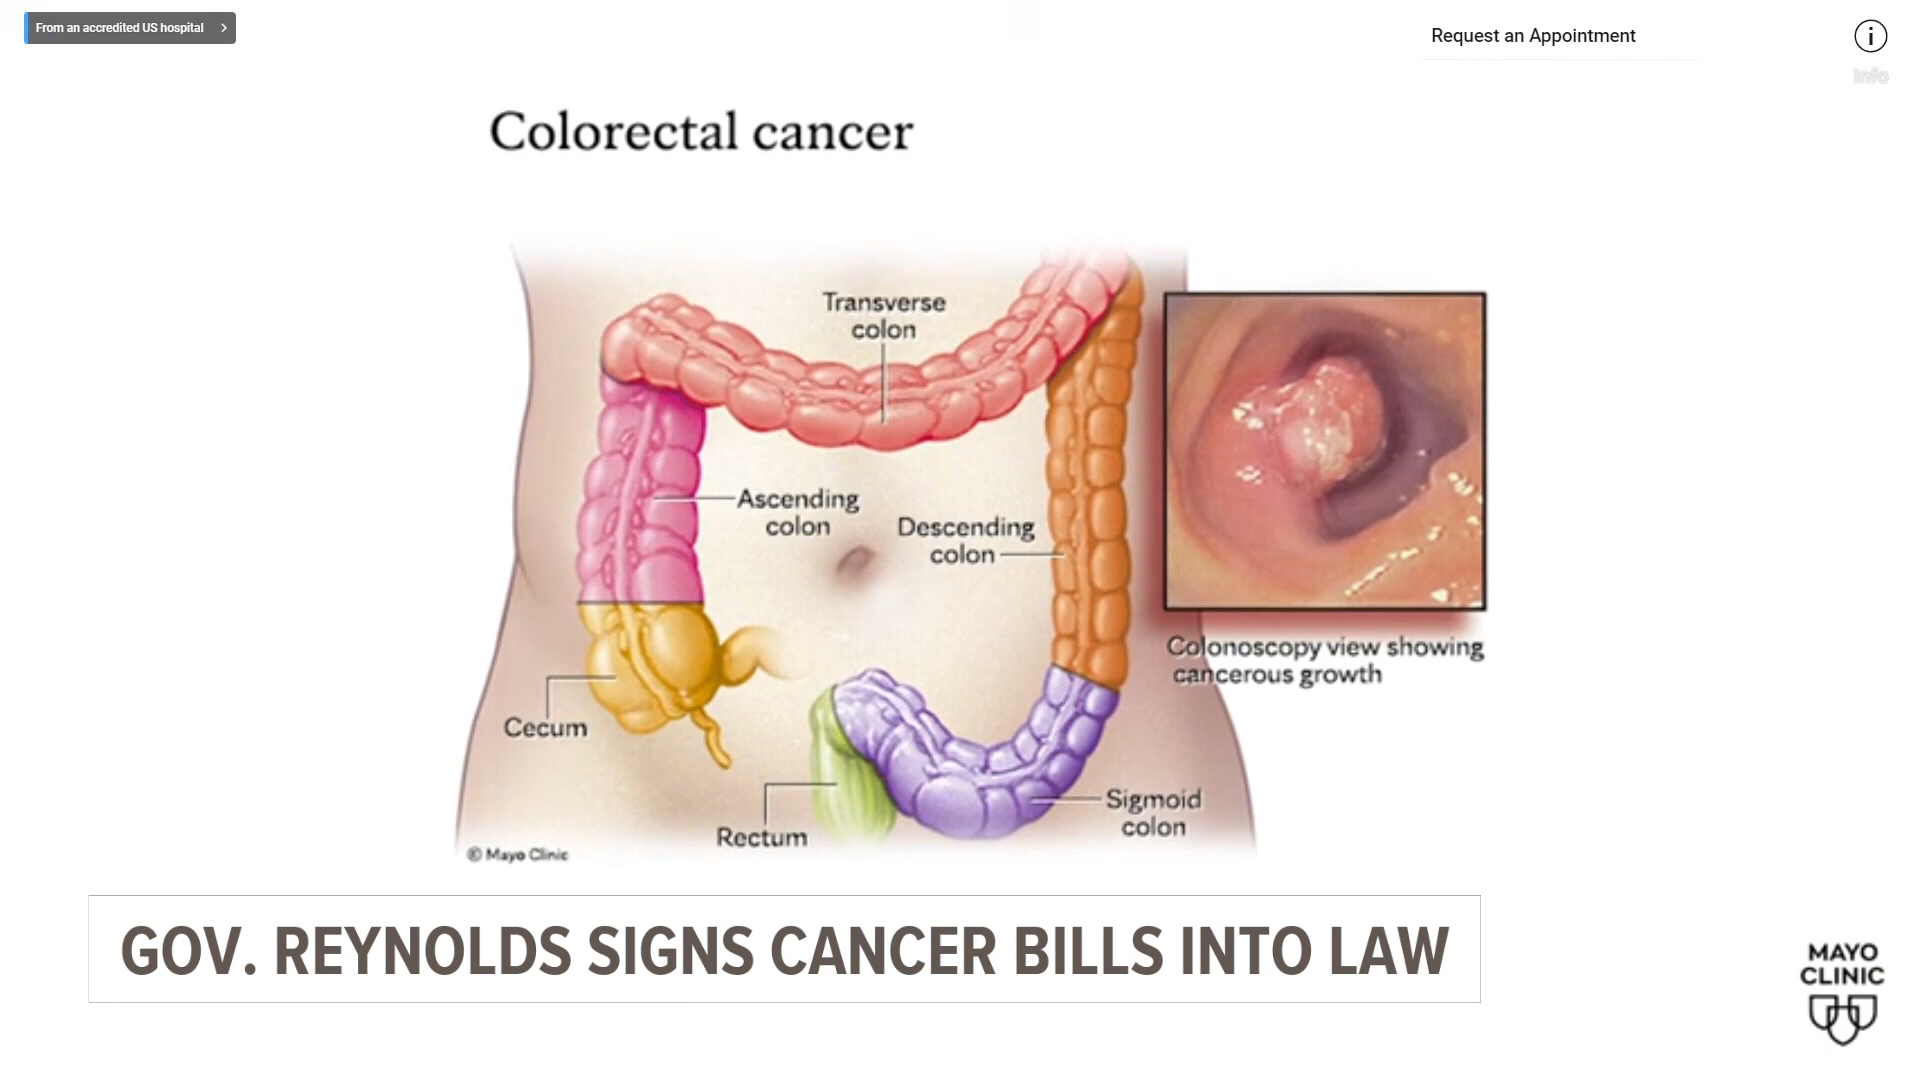 From an accredited US hospital
Request an Appointment
Info
Colorectal cancer
Transverse
colon
Ascending
colon
Descending
colon
Colonoscopy view showing
cancerous growth
Cecum
Sigmoid
colon
Rectum
© Mayo Clinic
GOV. REYNOLDS SIGNS CANCER BILLS INTO LAW
MAYO
CLINIC